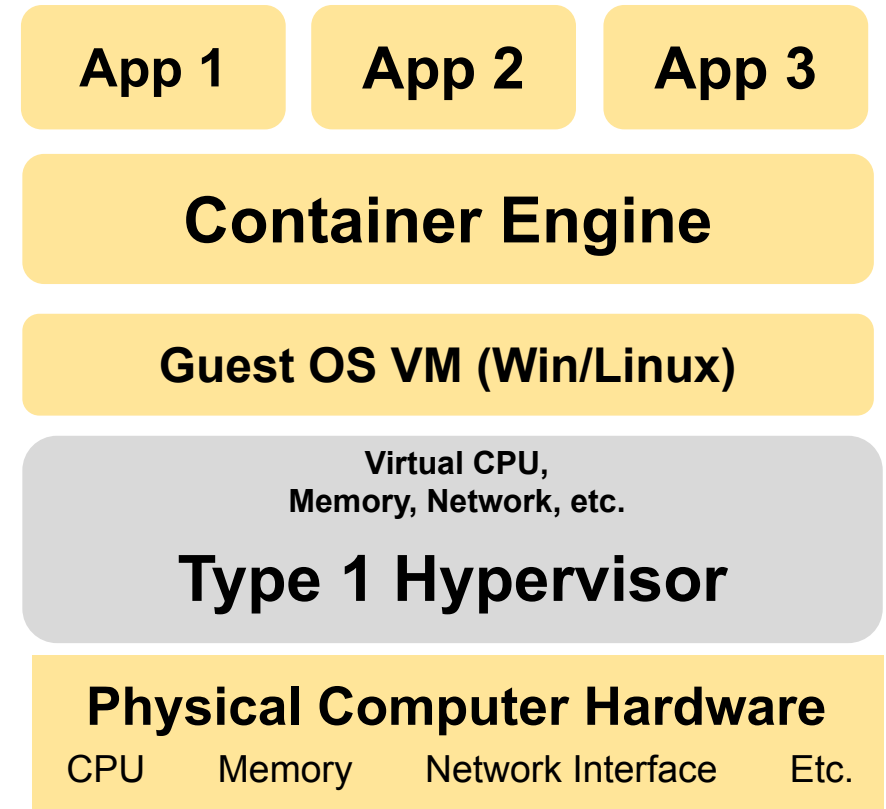 App 1 App 2 App 3
Container Engine
Guest OS VM (Win/Linux)
Virtual CPU,
Memory, Network, etc.
Type 1 Hypervisor
Physical Computer Hardware
CPU Memory Network Interface Etc.